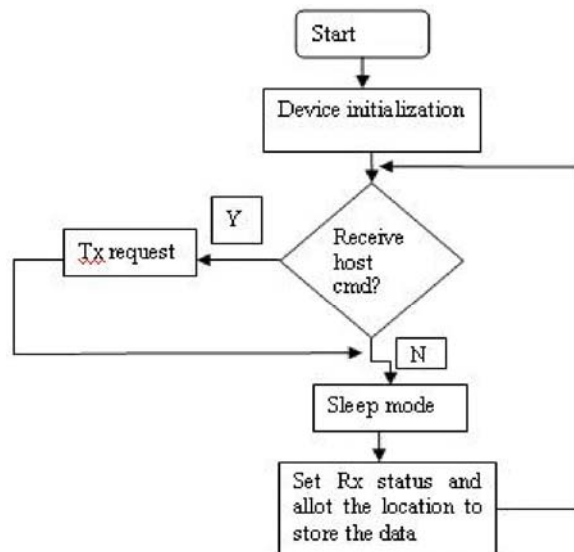 Start
Device initialization
Y
Tx request
Receive
host
cmd?
N
Sleep mode
Set Rx status and
allot the location to
store the data